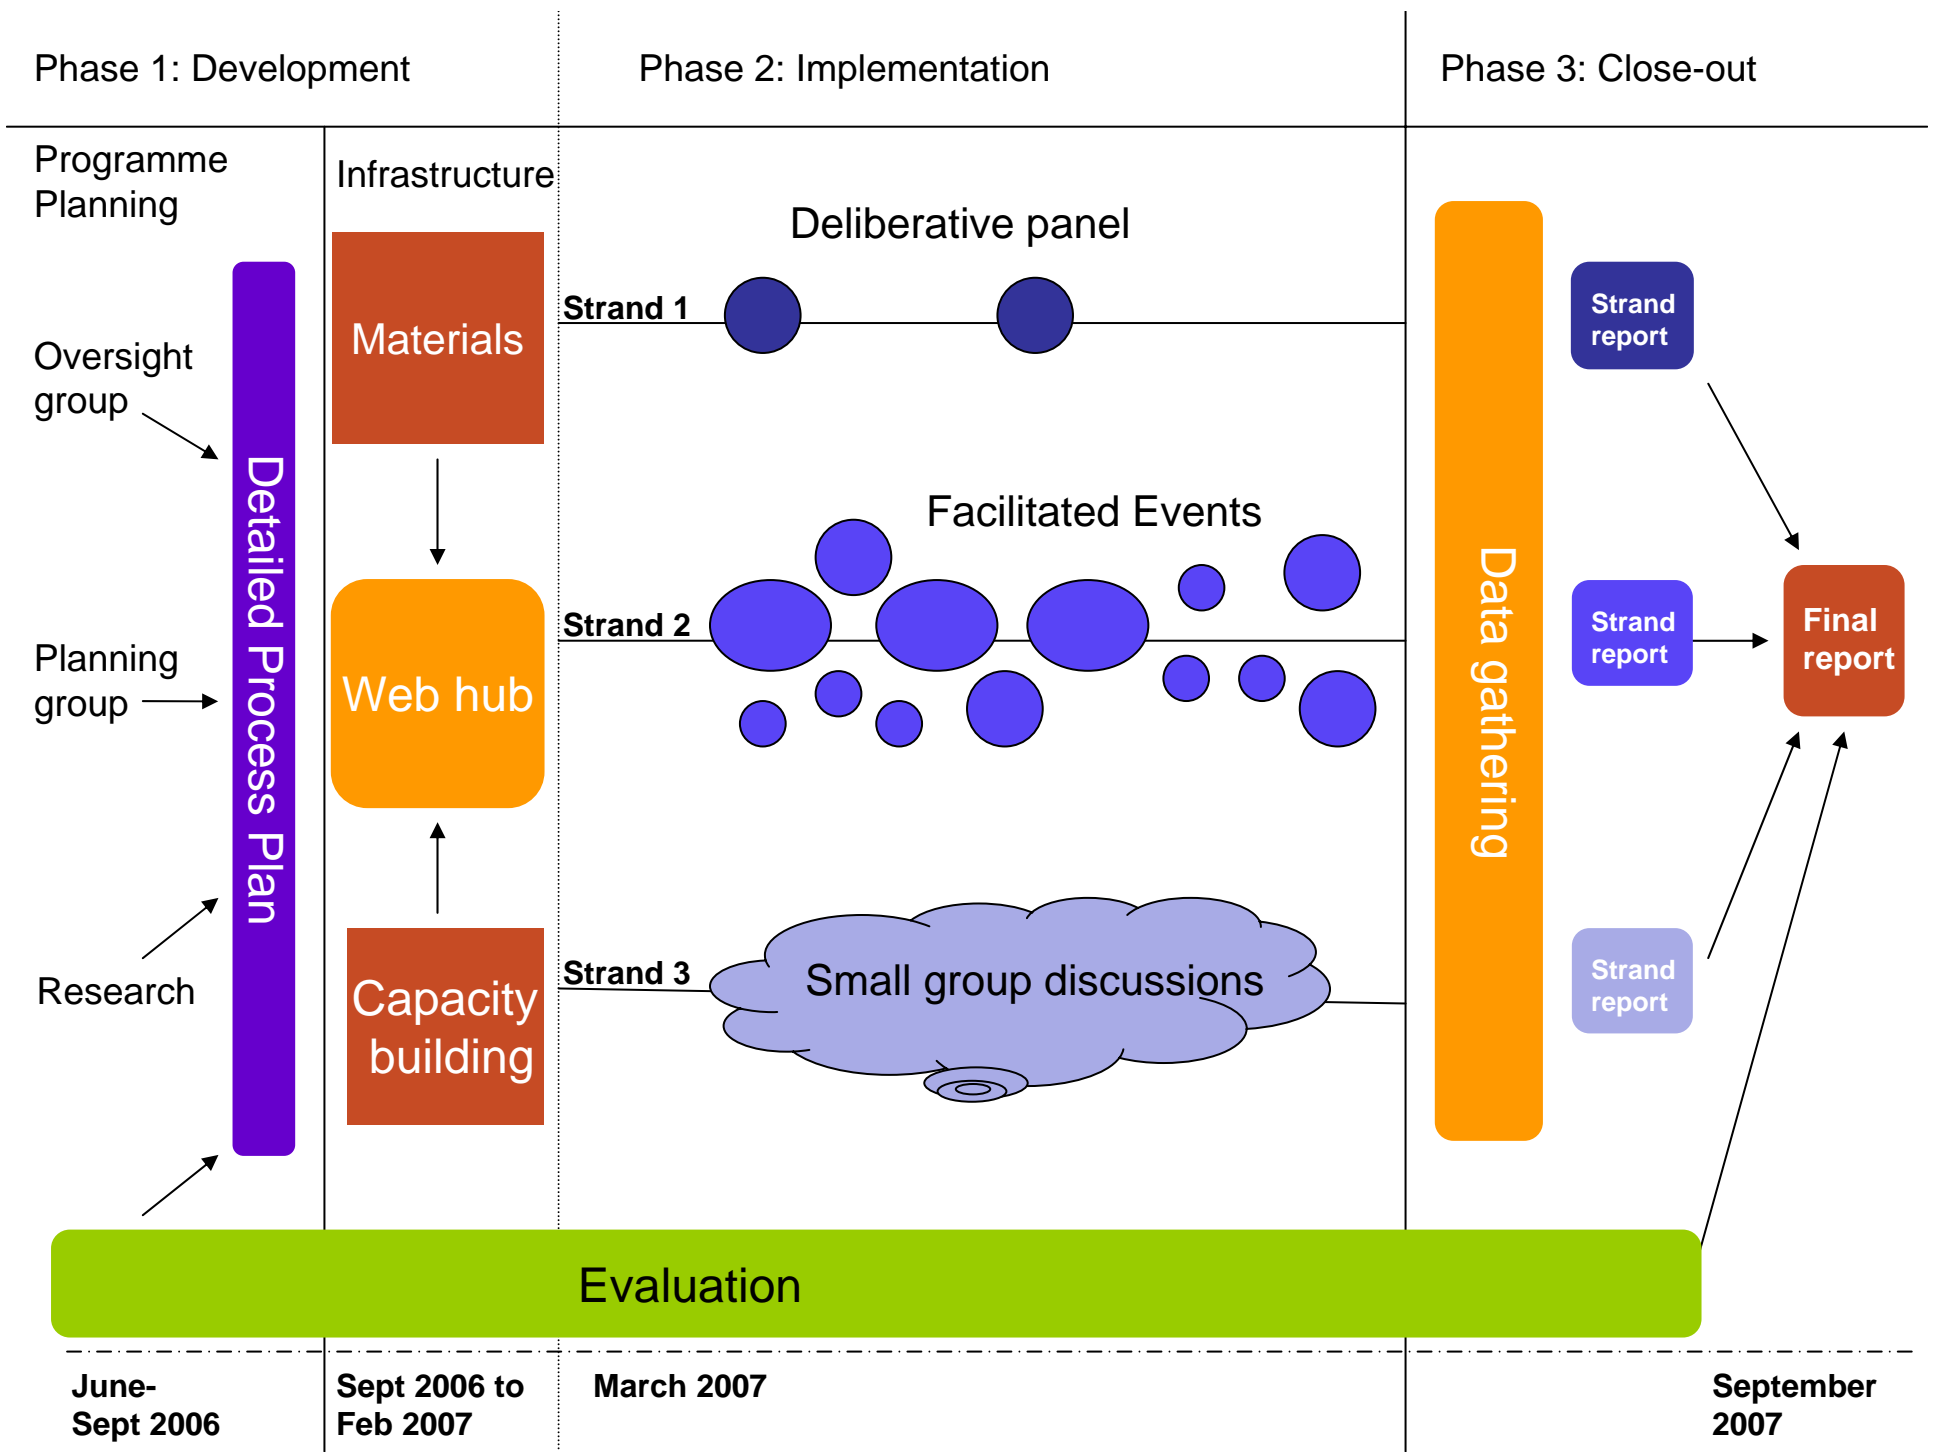 Phase 1: Development
Phase 2: Implementation
Phase 3: Close-out
Programme
Planning
Oversight
group
Planning
group
Research
Detailed Process Plan
Infrastructure
Materials
Web hub
Capacity
building
Deliberative panel
Strand 1
Facilitated Events
Strand 2
Strand 3
Small group discussions
Data gathering
Strand
report
Strand
report
Strand
report
Final
report
Evaluation
June-
Sept 2006
Sept 2006 to
Feb 2007
March 2007
September
2007